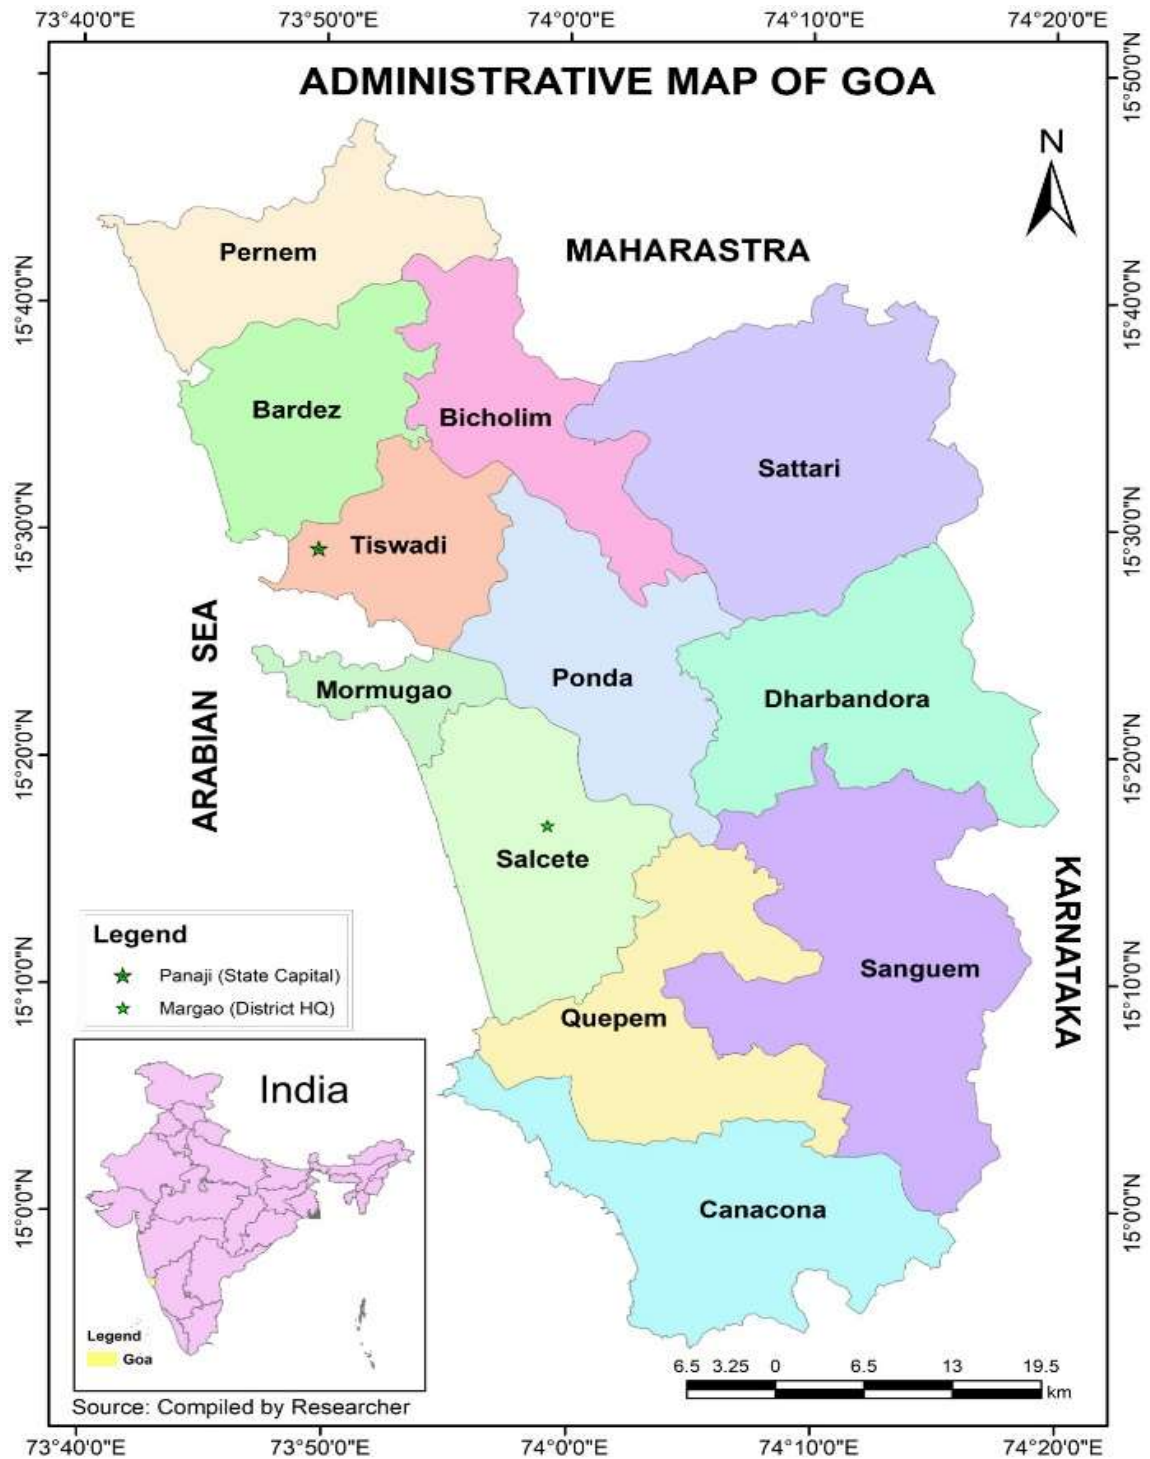 73°40'0"E 73°50'0"E 74°0'0"E 74°10'0"E 74°20'0"E
ADMINISTRATIVE MAP OF GOA
15°50'0"N
N
MAHARASTRA
Pernem
15°40'0"N 15°40'0"N
Bardez
Bicholim
Sattari
15°30'0"N 15°30'0"N
Tiswadi
ARABIAN SEA
Ponda
Mormugao
Dharbandora
15°20'0"N 15°20'0"N
Salcete
KARNATAKA
Legend
Panaji (State Capital)
Margao (District HQ)
15°10'0"N 15°10'0"N
Sanguem
Quepem
India
Canacona
15°0'0"N 15°0'0"N
Legend
Goa
6.5 3.25 0 6.5 13 19.5
km
Source: Compiled by Researcher
73°40'0"E 73°50'0"E 74°0'0"E 74°10'0"E 74°20'0"E